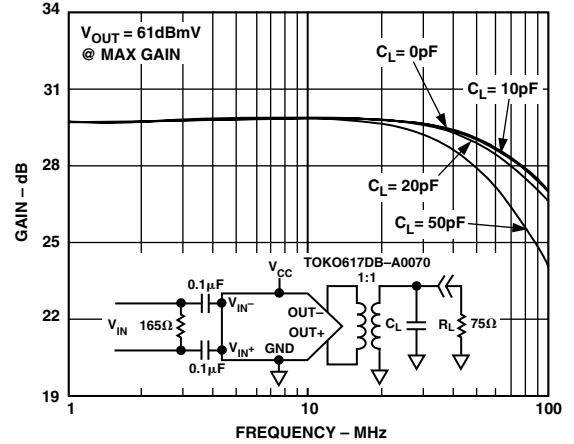 34
31
28
25
22
19
GAIN – dB
V_OUT = 61dBmV
@ MAX GAIN
C_L = 0pF
C_L = 10pF
C_L = 20pF
C_L = 50pF
TOKO617DB–A0070
1:1
V_CC
0.1μF
V_IN–
OUT–
V_IN
165Ω
OUT+
C_L
R_L
75Ω
V_IN+
GND
0.1μF
1
10
100
FREQUENCY – MHz